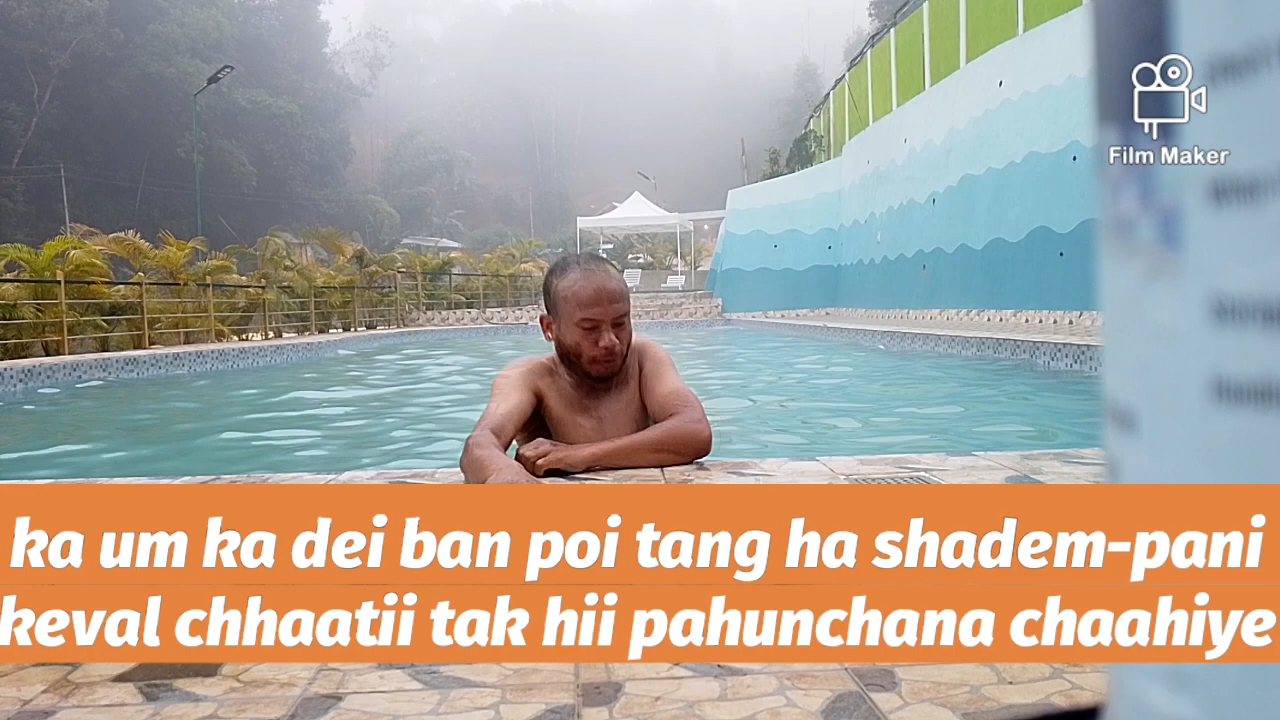 Film Maker
ka um ka dei ban poi tang ha shadem-pani
keval chhaatii tak hii pahunchana chaahiye